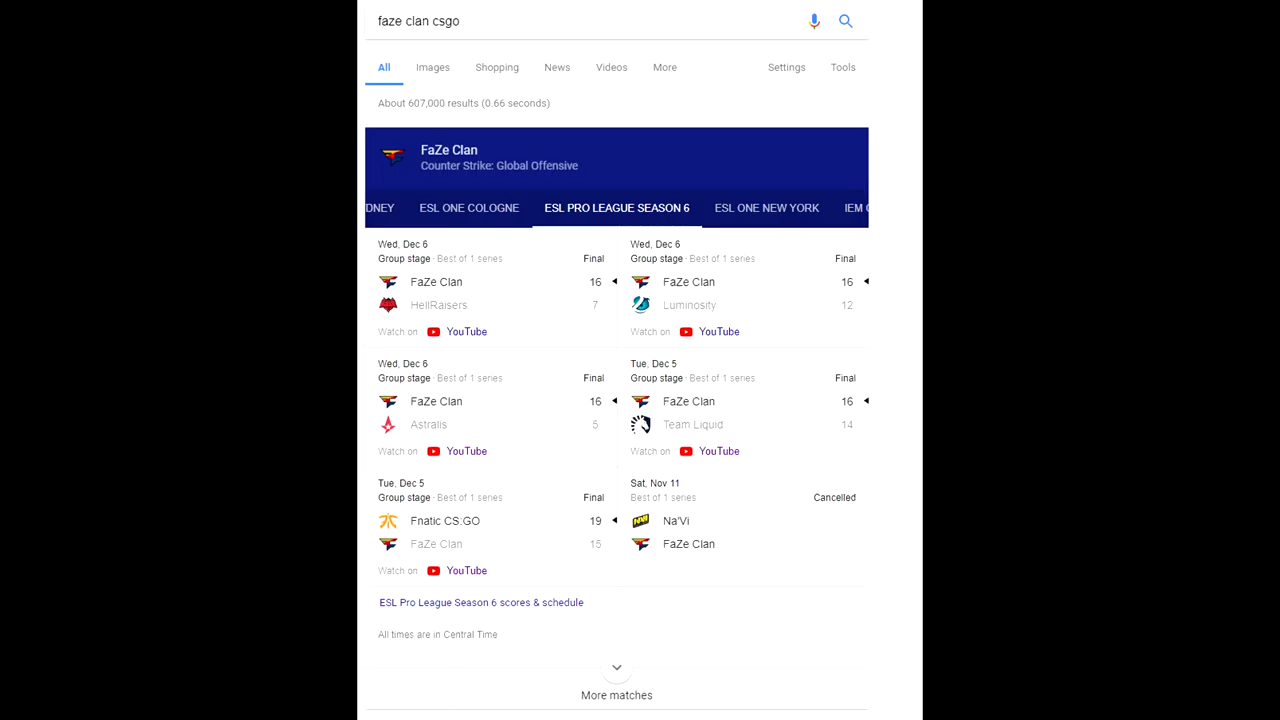 faze clan csgo
All Images Shopping News Videos More Settings Tools
About 607,000 results (0.66 seconds)
FaZe Clan
Counter Strike: Global Offensive
DNEY ESL ONE COLOGNE ESL PRO LEAGUE SEASON 6 ESL ONE NEW YORK IEM
Wed, Dec 6
Group stage · Best of 1 series Final
FaZe Clan 16
HellRaisers 7
Watch on YouTube
Wed, Dec 6
Group stage · Best of 1 series Final
FaZe Clan 16
Luminosity 12
Watch on YouTube
Wed, Dec 6
Group stage · Best of 1 series Final
FaZe Clan 16
Astralis 5
Watch on YouTube
Tue, Dec 5
Group stage · Best of 1 series Final
FaZe Clan 16
Team Liquid 14
Watch on YouTube
Tue, Dec 5
Group stage · Best of 1 series Final
Fnatic CS:GO 19
FaZe Clan 15
Watch on YouTube
Sat, Nov 11
Best of 1 series Cancelled
Na'Vi
FaZe Clan
ESL Pro League Season 6 scores & schedule
All times are in Central Time
More matches